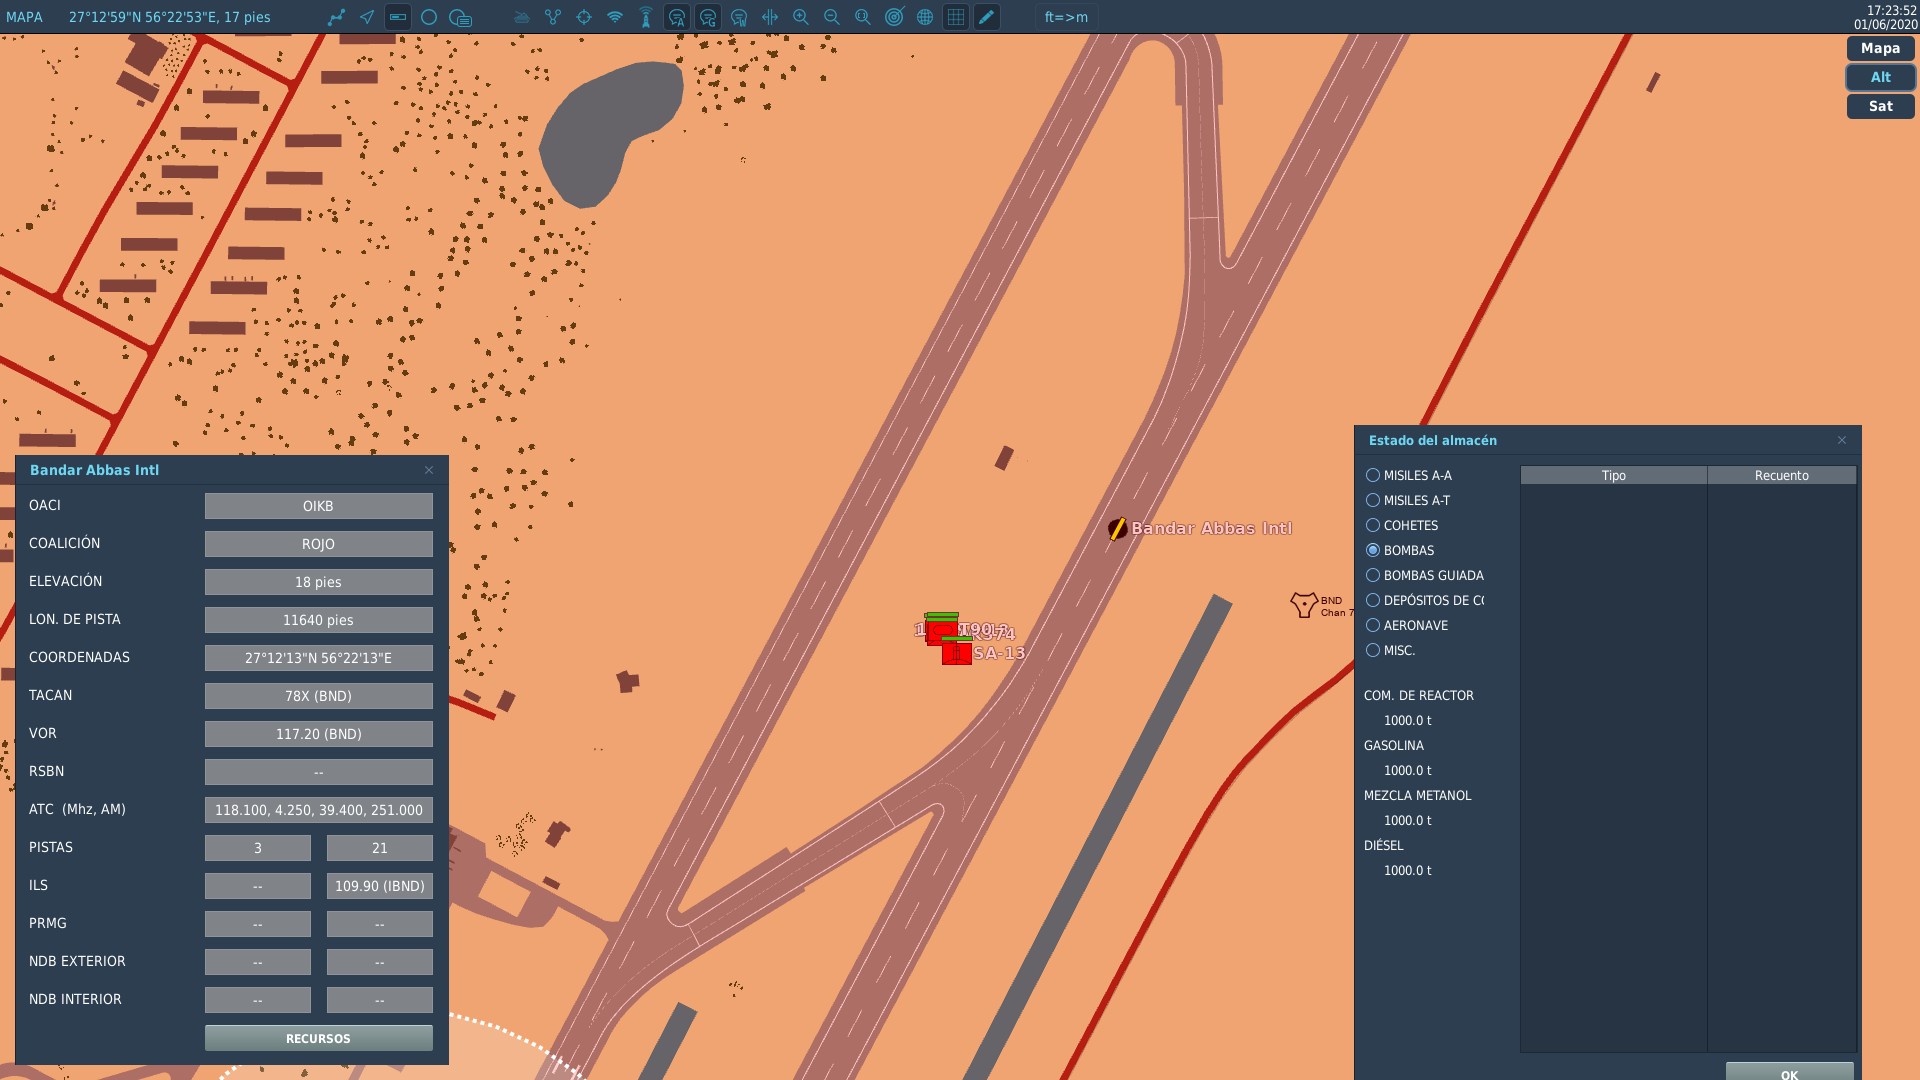 MAPA
27°12'59"N 56°22'53"E, 17 pies
ft=>m
17:23:52
01/06/2020
Mapa
Alt
Sat
Bandar Abbas Intl
OACI
OIKB
COALICIÓN
ROJO
ELEVACIÓN
18 pies
LON. DE PISTA
11640 pies
COORDENADAS
27°12'13"N 56°22'13"E
TACAN
78X (BND)
VOR
117.20 (BND)
RSBN
--
ATC (Mhz, AM)
118.100, 4.250, 39.400, 251.000
PISTAS
3
21
ILS
--
109.90 (IBND)
PRMG
--
--
NDB EXTERIOR
--
--
NDB INTERIOR
--
--
RECURSOS
Bandar Abbas Intl
BND
Chan 7
SA-13
Estado del almacén
MISILES A-A
MISILES A-T
COHETES
BOMBAS
BOMBAS GUIADA
DEPÓSITOS DE C
AERONAVE
MISC.
COM. DE REACTOR
1000.0 t
GASOLINA
1000.0 t
MEZCLA METANOL
1000.0 t
DIÉSEL
1000.0 t
Tipo
Recuento
OK